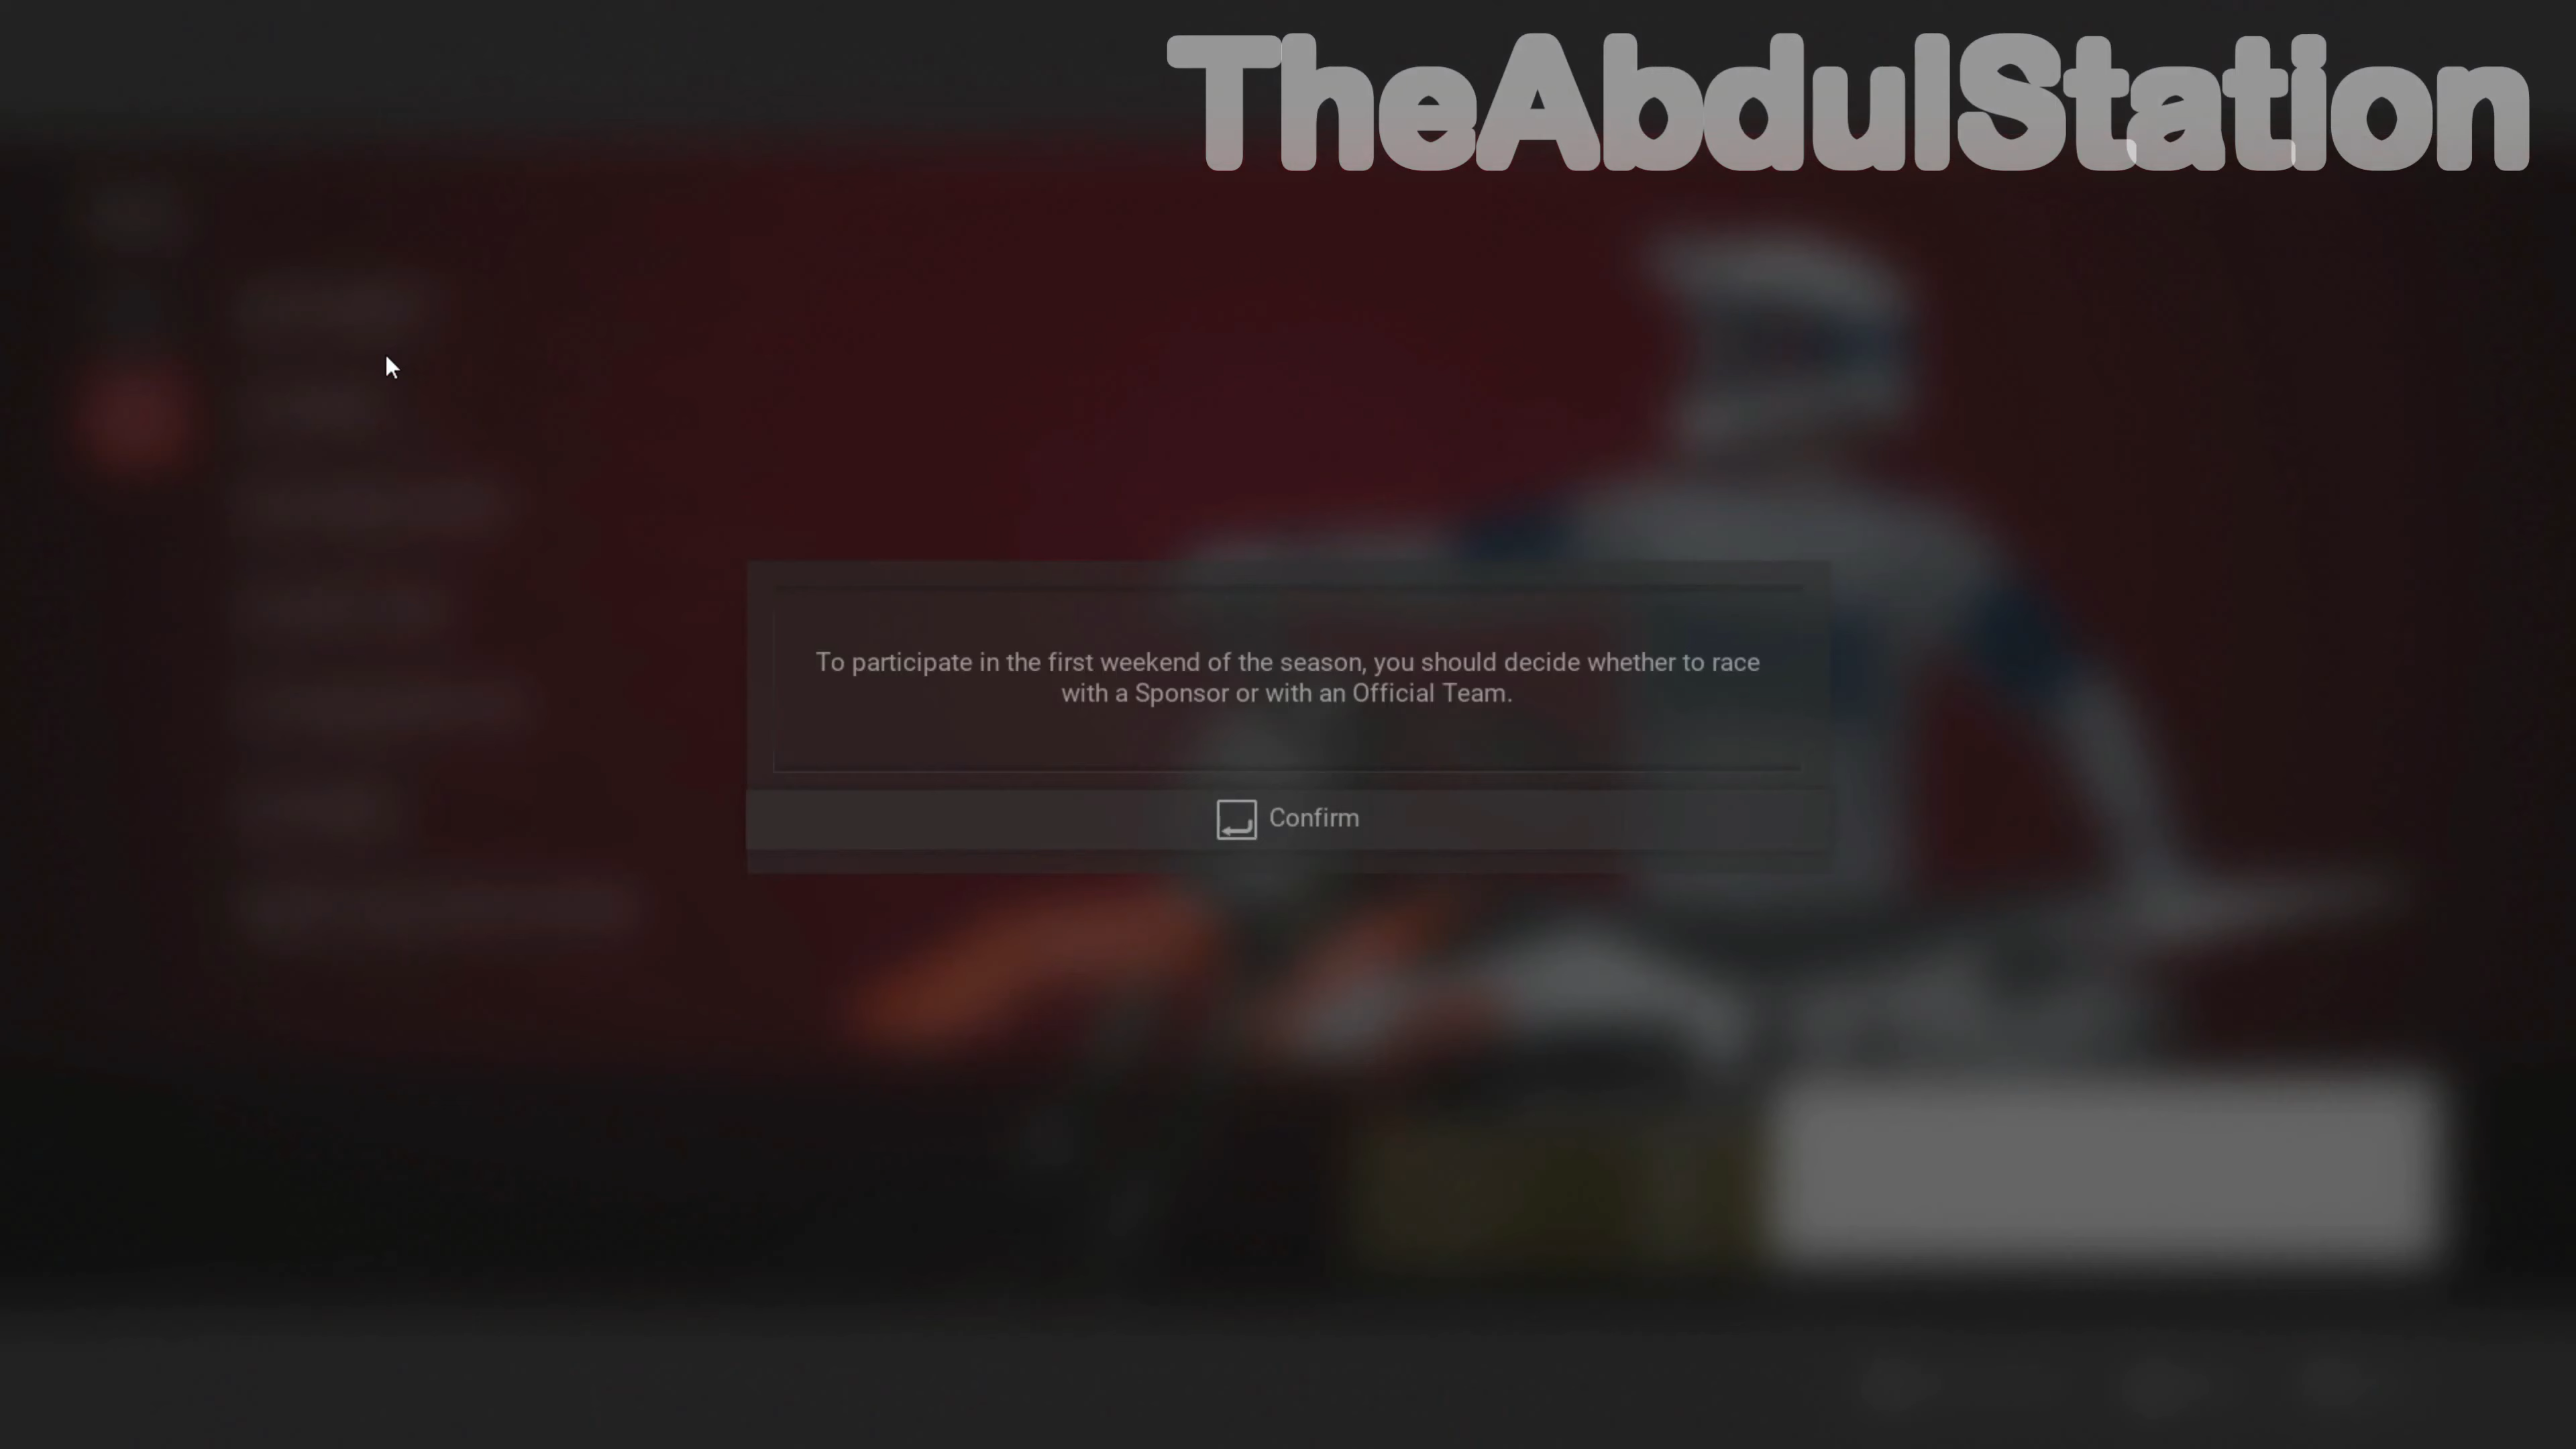 TheAbdulStation
To participate in the first weekend of the season, you should decide whether to race
with a Sponsor or with an Official Team.
Confirm